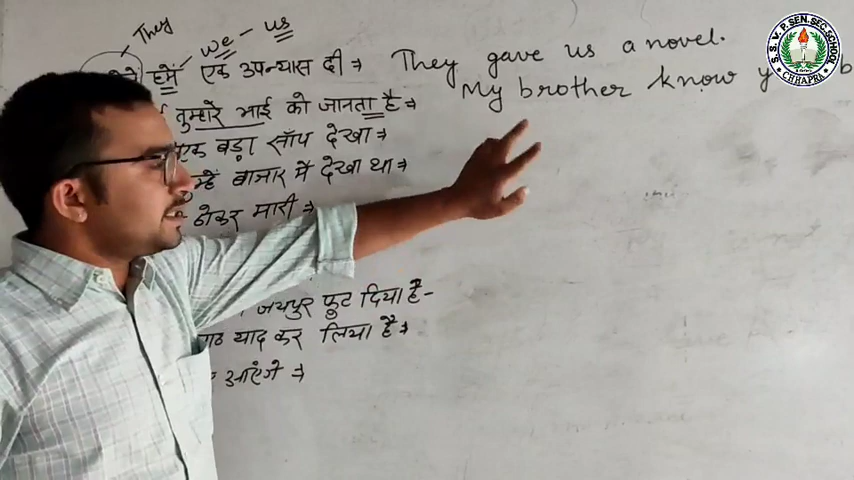 They
we - us
हमें एक उपन्यास दी ⇒ They gave us a novel.
तुम्हारे भाई को जानता है ⇒ My brother know y b
एक बड़ा साँप देखा ⇒
बाजार में देखा था ⇒
ठोकर मारी ⇒
जयपुर फुट दिया है -
याद कर लिया है ⇒
आएंगे ⇒
S. S. V. P. SEN. SEC. SCHOOL
CHHAPRA